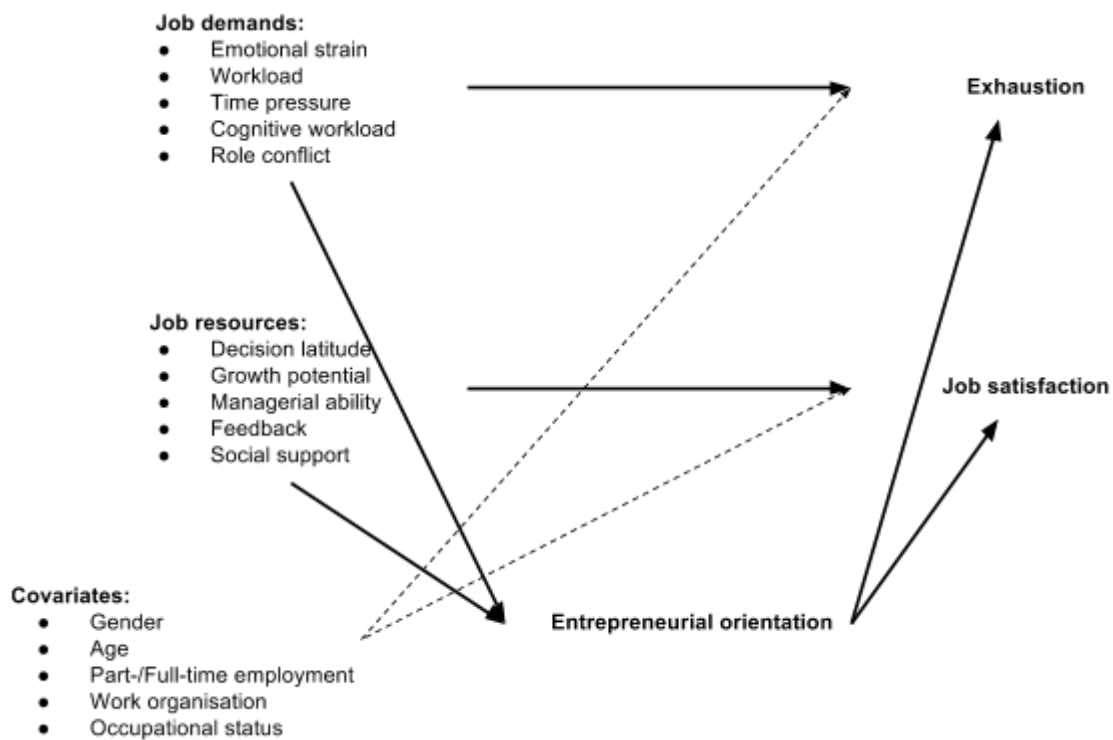 Job demands:
● Emotional strain
● Workload
● Time pressure
● Cognitive workload
● Role conflict
Exhaustion
Job resources:
● Decision latitude
● Growth potential
● Managerial ability
● Feedback
● Social support
Job satisfaction
Covariates:
● Gender
● Age
● Part-/Full-time employment
● Work organisation
● Occupational status
Entrepreneurial orientation